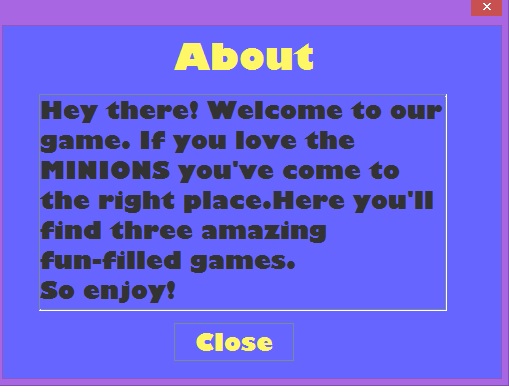 About
Hey there! Welcome to our
game. If you love the
MINIONS you've come to
the right place.Here you'll
find three amazing
fun-filled games.
So enjoy!
Close